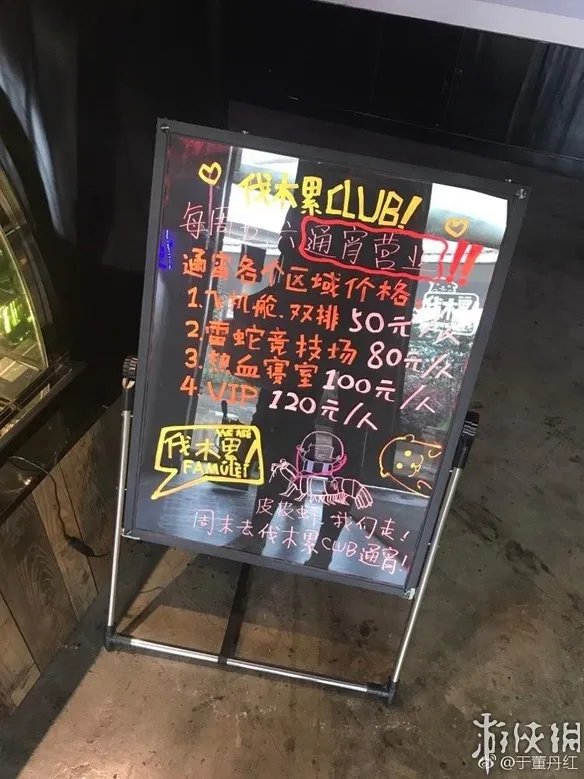 伐木累CLUB!
每周五 六 通宵营业!!
通宵各个区域价格
1.飞机舱.双排 50元/人
2.雷蛇竞技场 80元/人
3.热血寝室 100元/人
4.VIP 120元/人
WE ARE
伐木累!
FAMULEI
皮皮虾 我们走!
周末去伐木累CLUB通宵!
游侠网
@于董丹红